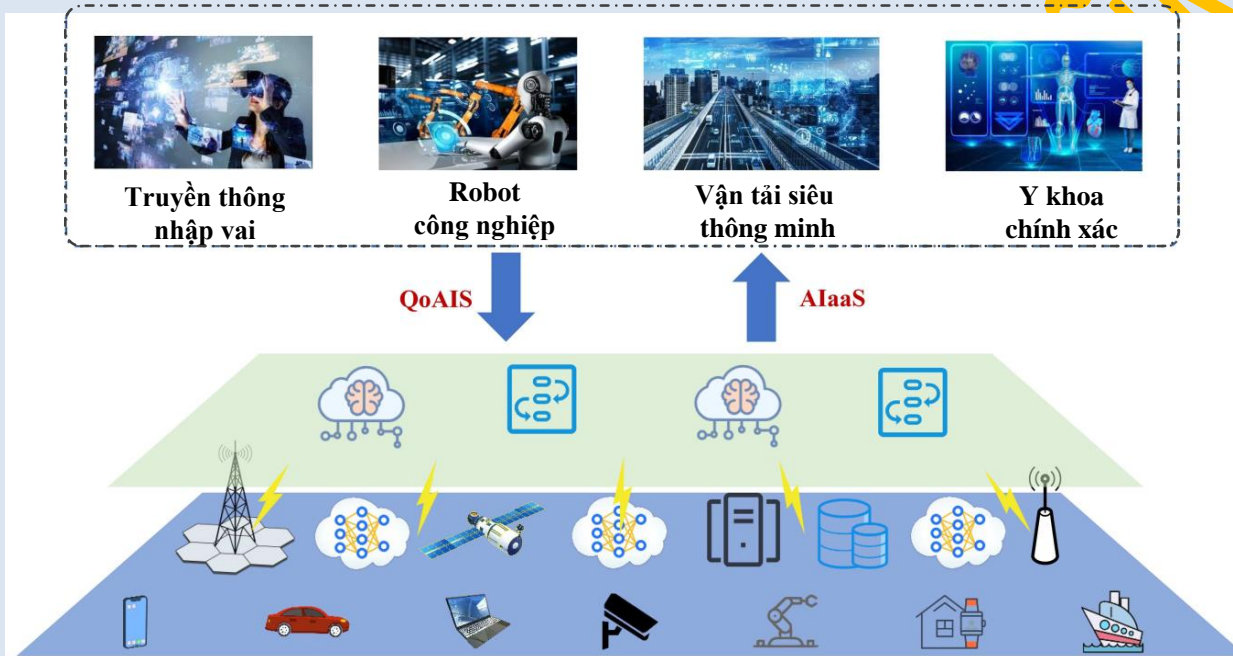 Truyền thông
nhập vai
Robot
công nghiệp
Vận tải siêu
thông minh
Y khoa
chính xác
QoAIS
AIaaS